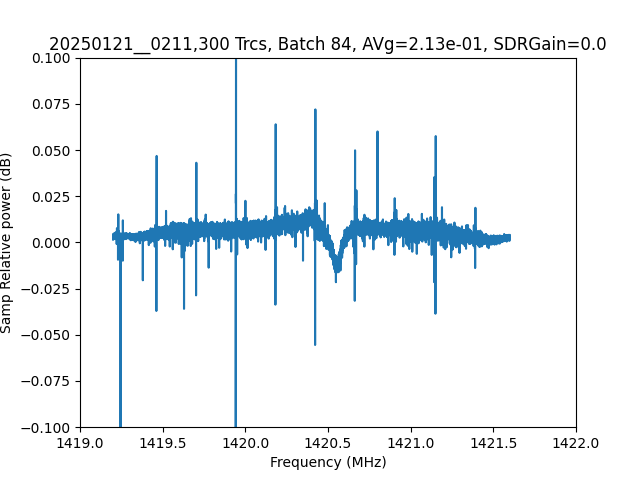 20250121__0211,300 Trcs, Batch 84, AVg=2.13e-01, SDRGain=0.0
0.100
0.075
0.050
0.025
0.000
−0.025
−0.050
−0.075
−0.100
Samp Relative power (dB)
1419.0 1419.5 1420.0 1420.5 1421.0 1421.5 1422.0
Frequency (MHz)